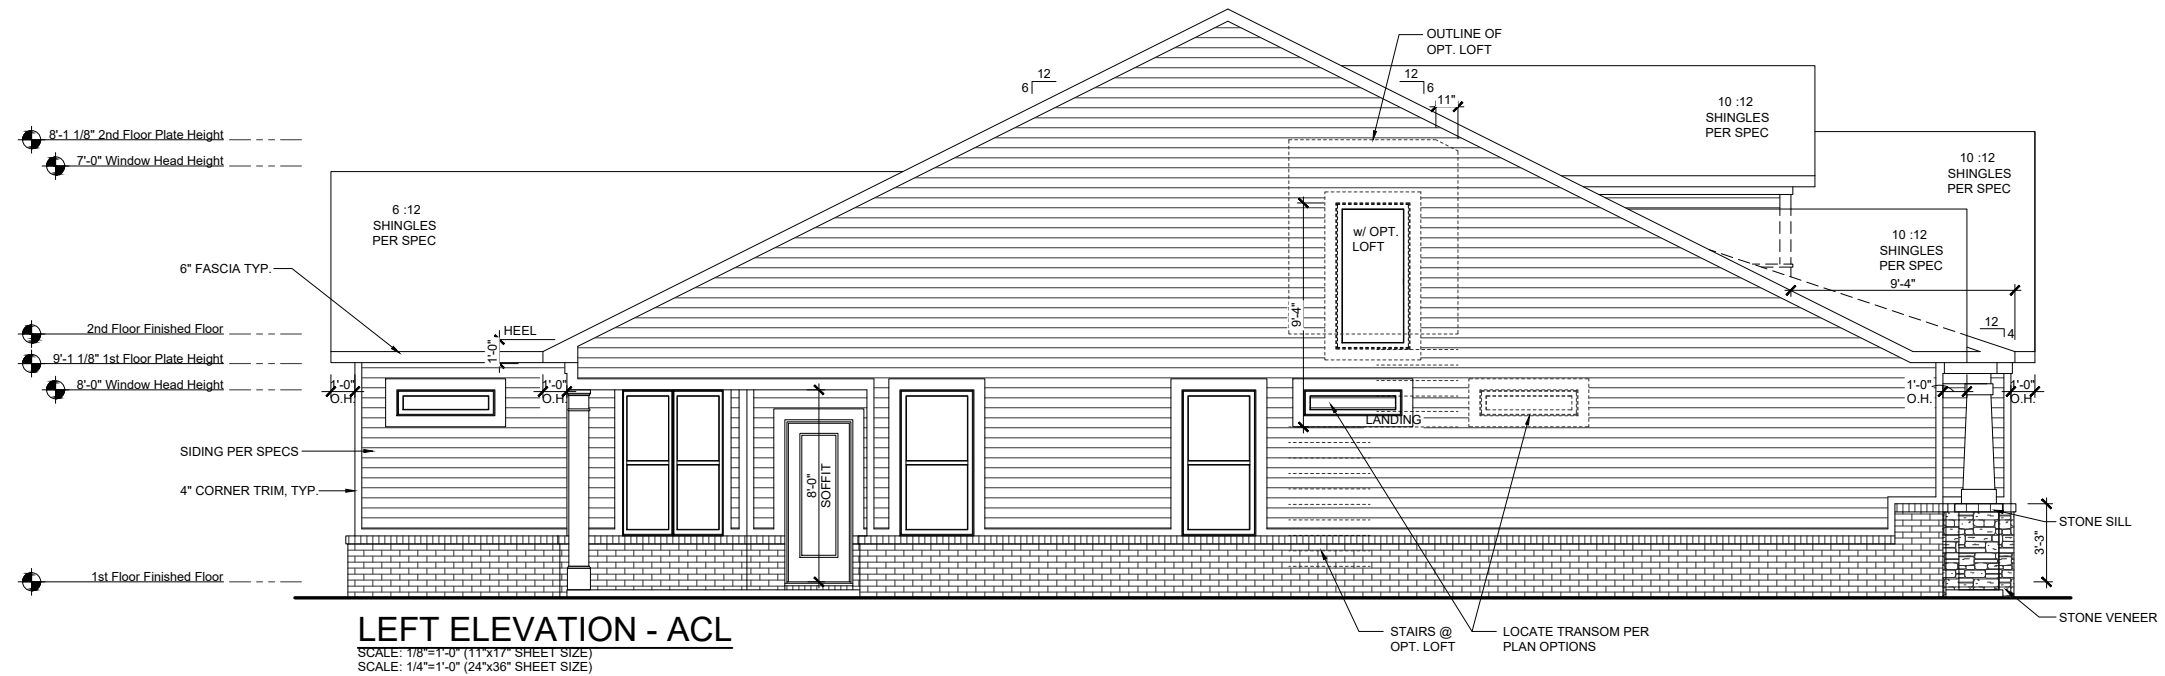 OUTLINE OF
OPT. LOFT
12
6
12
6
11"
10 :12
SHINGLES
PER SPEC
8'-1 1/8" 2nd Floor Plate Height
7'-0" Window Head Height
10 :12
SHINGLES
PER SPEC
6 :12
SHINGLES
PER SPEC
w/ OPT.
LOFT
10 :12
SHINGLES
PER SPEC
6" FASCIA TYP.
9'-4"
9'-4"
2nd Floor Finished Floor
HEEL
1'-0"
12
4
9'-1 1/8" 1st Floor Plate Height
8'-0" Window Head Height
1'-0"
O.H.
1'-0"
O.H.
1'-0"
O.H.
1'-0"
O.H.
LANDING
SIDING PER SPECS
4" CORNER TRIM, TYP.
8'-0"
SOFFIT
STONE SILL
3'-3"
1st Floor Finished Floor
STONE VENEER
LEFT ELEVATION - ACL
SCALE: 1/8"=1'-0" (11"x17" SHEET SIZE)
SCALE: 1/4"=1'-0" (24"x36" SHEET SIZE)
STAIRS @
OPT. LOFT
LOCATE TRANSOM PER
PLAN OPTIONS